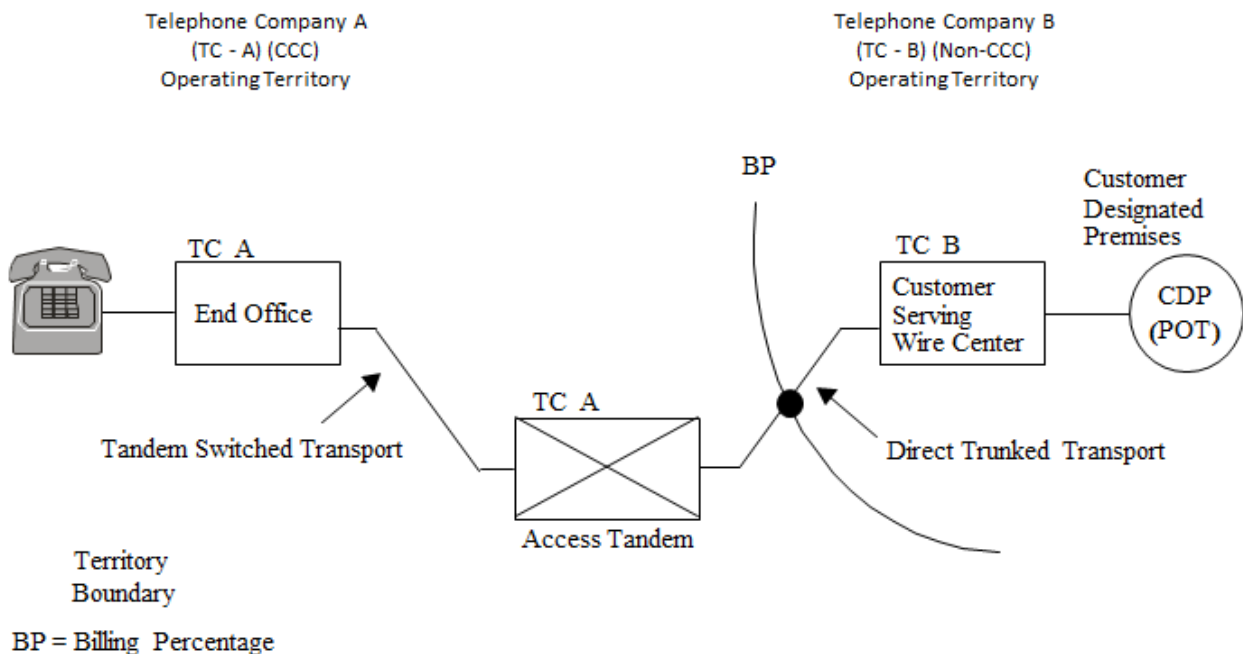 Telephone Company A
(TC - A) (CCC)
Operating Territory
Telephone Company B
(TC - B) (Non-CCC)
Operating Territory
BP
Customer
Designated
Premises
TC A
End Office
TC B
Customer
Serving
Wire Center
CDP
(POT)
TC A
Tandem Switched Transport
Direct Trunked Transport
Access Tandem
Territory
Boundary
BP = Billing Percentage